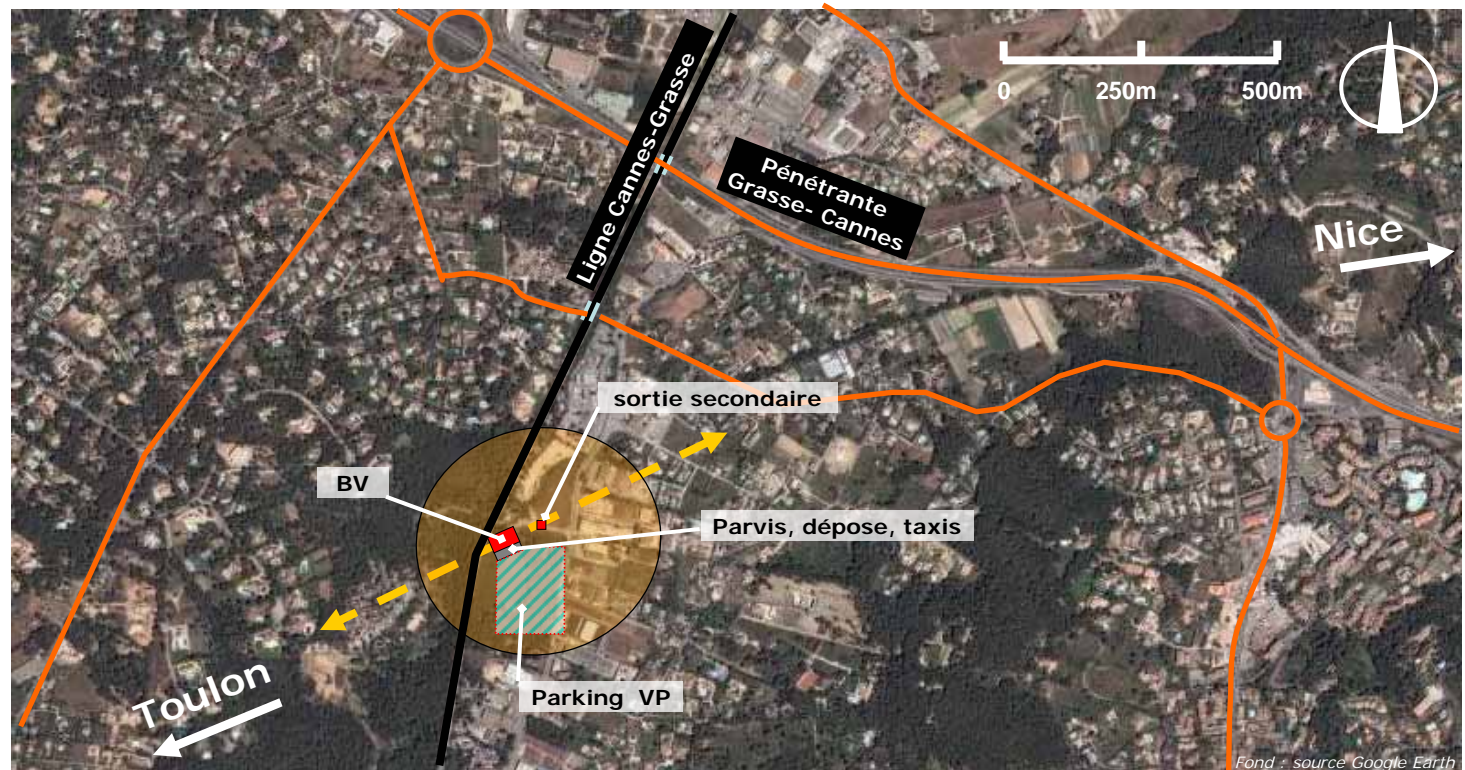 0 250m 500m
Ligne Cannes-Grasse
Pénétrante
Grasse- Cannes
Nice
sortie secondaire
BV
Parvis, dépose, taxis
Toulon
Parking VP
Fond : source Google Earth